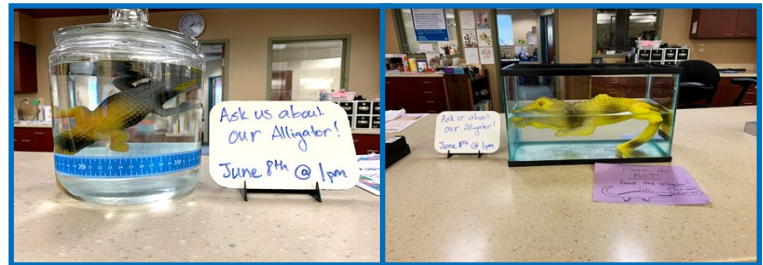 Ask us about
our Alligator!
June 8th @ 1pm
Ask us about
our Alligator!
June 8th @ 1pm
Please do
NOT
Feed the alligator!